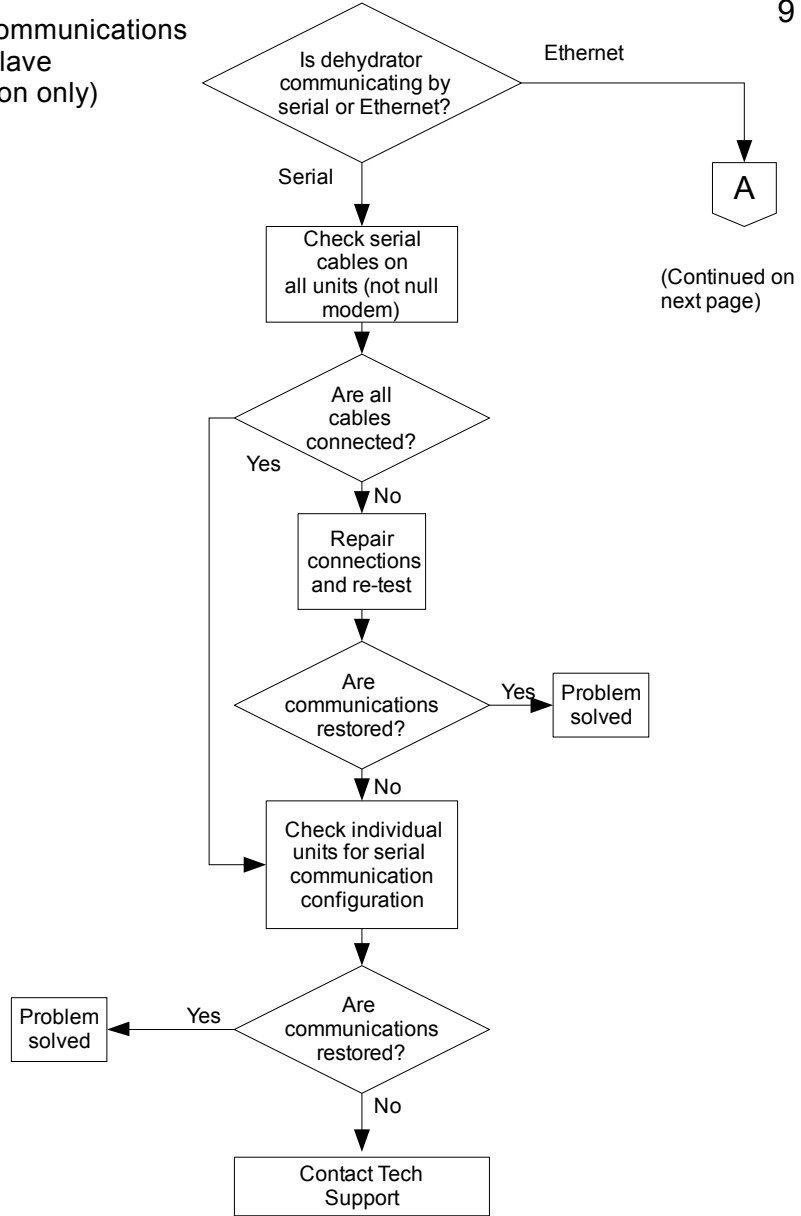 ommunications
lave
on only)
9
Is dehydrator
communicating by
serial or Ethernet?
Ethernet
Serial
A
Check serial
cables on
all units (not null
modem)
(Continued on
next page)
Are all
cables
connected?
Yes
No
Repair
connections
and re-test
Are
communications
restored?
Yes
Problem
solved
No
Check individual
units for serial
communication
configuration
Are
communications
restored?
Yes
Problem
solved
No
Contact Tech
Support